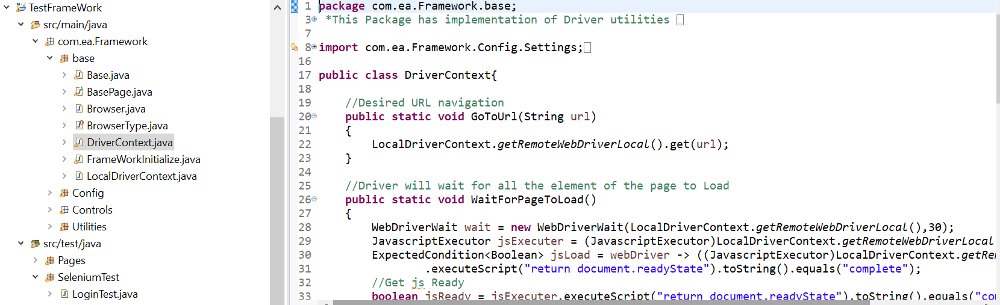 TestFrameWork
src/main/java
com.ea.Framework
base
Base.java
BasePage.java
Browser.java
BrowserType.java
DriverContext.java
FrameWorkInitialize.java
LocalDriverContext.java
Config
Controls
Utilities
src/test/java
Pages
SeleniumTest
LoginTest.java
1 package com.ea.Framework.base;
3 *This Package has implementation of Driver utilities
7
8 import com.ea.Framework.Config.Settings;
16
17 public class DriverContext{
18
19 //Desired URL navigation
20 public static void GoToUrl(String url)
21 {
22 LocalDriverContext.getRemoteWebDriverLocal().get(url);
23 }
24
25 //Driver will wait for all the element of the page to Load
26 public static void WaitForPageToLoad()
27 {
28 WebDriverWait wait = new WebDriverWait(LocalDriverContext.getRemoteWebDriverLocal(),30);
29 JavascriptExecutor jsExecuter = (JavascriptExecutor)LocalDriverContext.getRemoteWebDriverLocal
30 ExpectedCondition<Boolean> jsLoad = webDriver -> ((JavascriptExecutor)LocalDriverContext.getRe
31 .executeScript("return document.readyState").toString().equals("complete");
32 //Get js Ready
33 boolean jsReady = jsExecuter.executeScript("return document.readyState").toString().equals("co